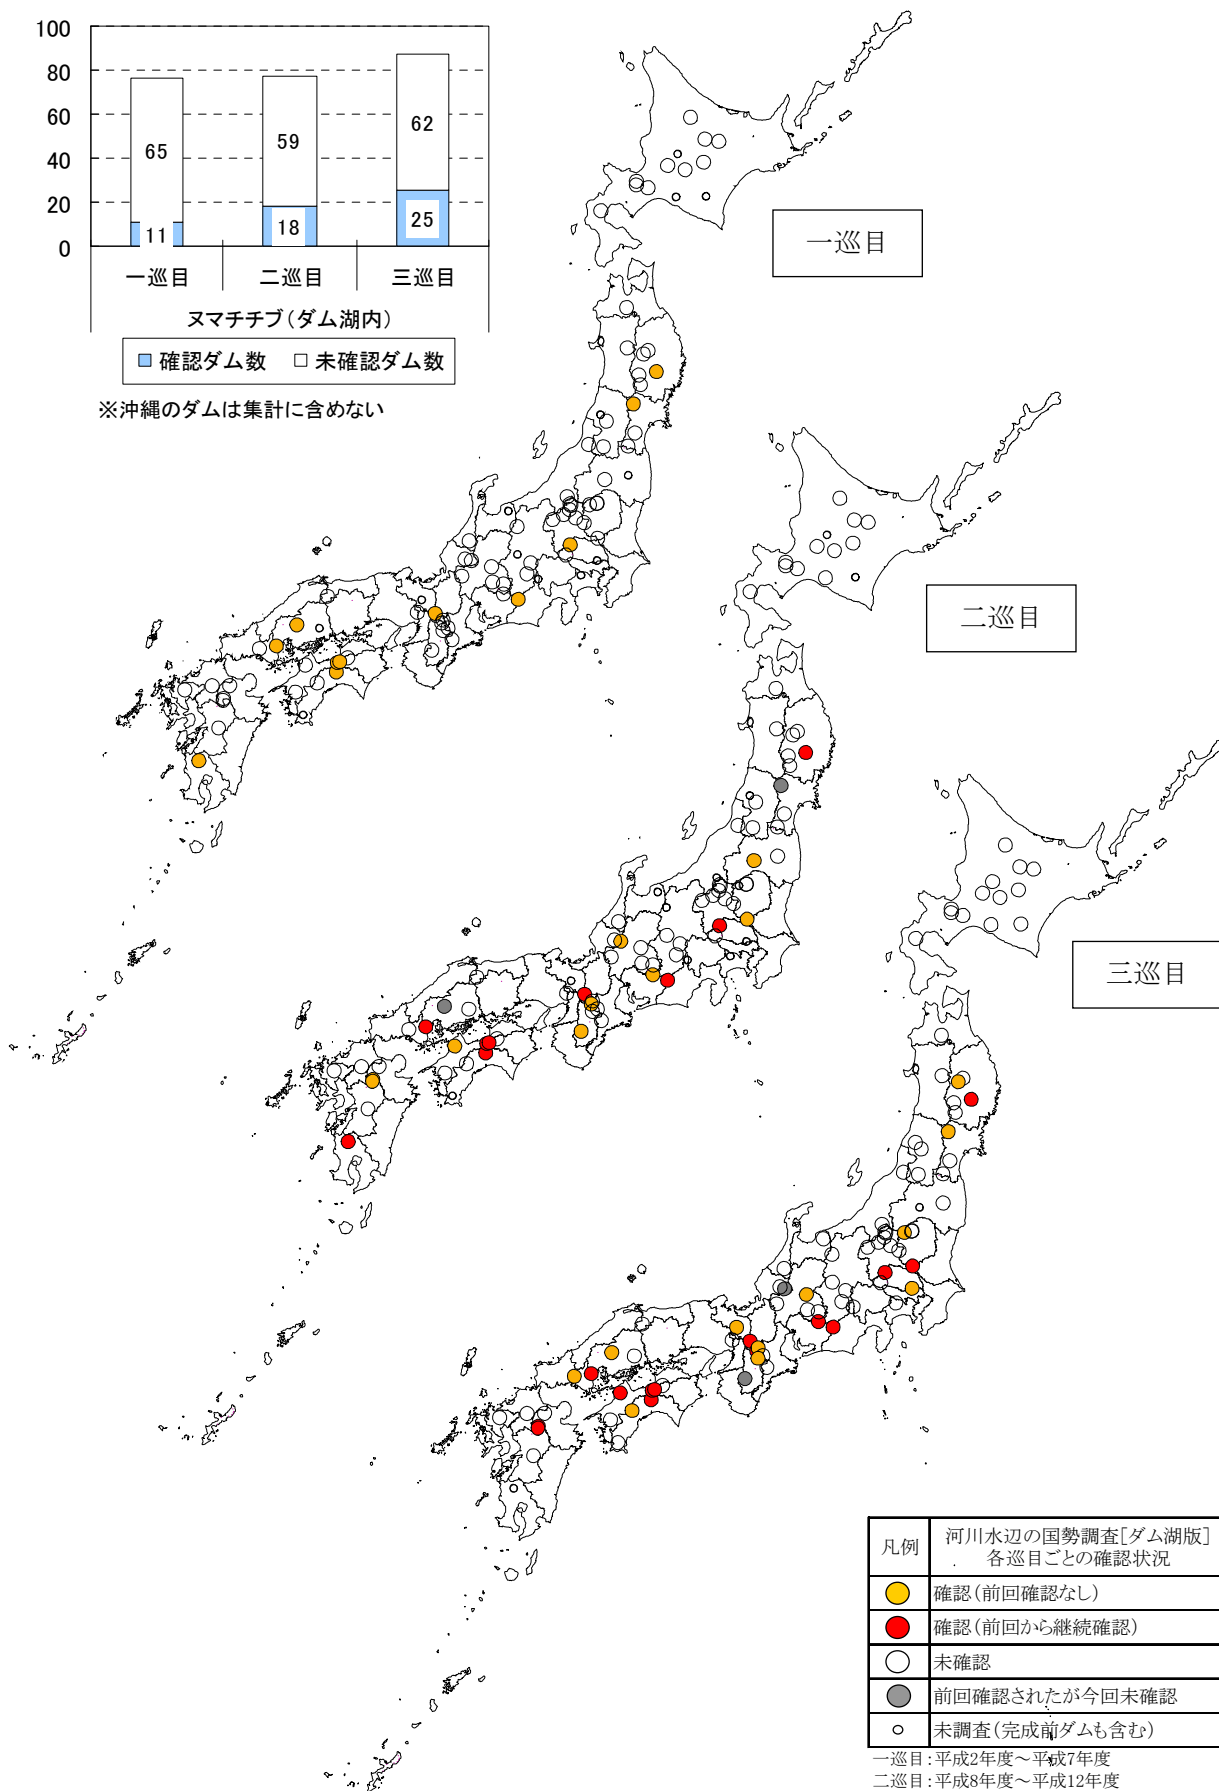 100
80
60
40
20
0
65
59
62
11
18
25
一巡目
二巡目
三巡目
ヌマチチブ(ダム湖内)
確認ダム数 未確認ダム数
※沖縄のダムは集計に含めない
一巡目
二巡目
三巡目
凡例
河川水辺の国勢調査[ダム湖版]
各巡目ごとの確認状況
確認(前回確認なし)
確認(前回から継続確認)
未確認
前回確認されたが今回未確認
未調査(完成前ダムも含む)
一巡目:平成2年度～平成7年度
二巡目:平成8年度～平成12年度